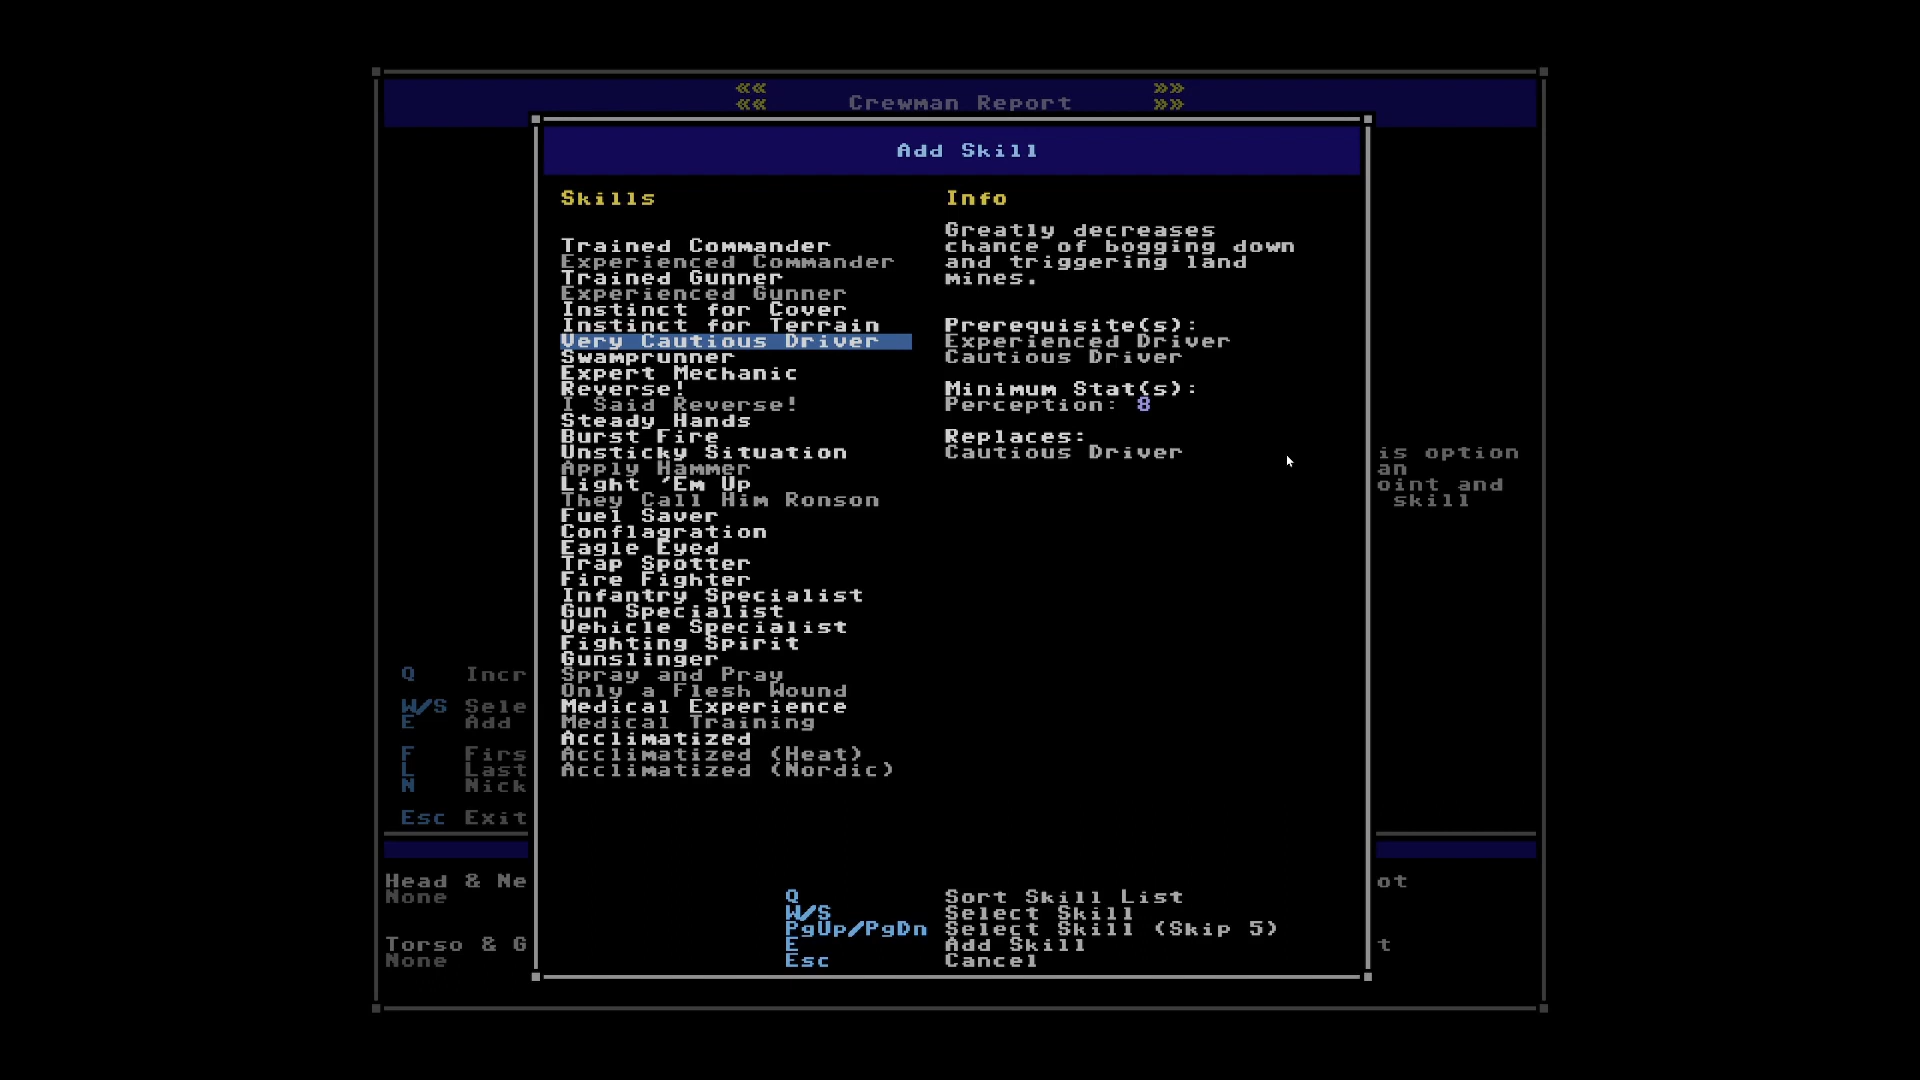 «« »»
«« Crewman Report »»
Add Skill
Skills
Trained Commander
Experienced Commander
Trained Gunner
Experienced Gunner
Instinct for Cover
Instinct for Terrain
Very Cautious Driver
Swamprunner
Expert Mechanic
Reverse!
I Said Reverse!
Steady Hands
Burst Fire
Unsticky Situation
Apply Hammer
Light 'Em Up
They Call Him Ronson
Fuel Saver
Conflagration
Eagle Eyed
Trap Spotter
Fire Fighter
Infantry Specialist
Gun Specialist
Vehicle Specialist
Fighting Spirit
Gunslinger
Spray and Pray
Only a Flesh Wound
Medical Experience
Medical Training
Acclimatized
Acclimatized (Heat)
Acclimatized (Nordic)
Info
Greatly decreases
chance of bogging down
and triggering land
mines.
Prerequisite(s):
Experienced Driver
Cautious Driver
Minimum Stat(s):
Perception: 8
Replaces:
Cautious Driver
is option
an
oint and
skill
Q Incr
W/S Sele
E Add
F Firs
L Last
N Nick
Esc Exit
Head & Ne
None
Torso & G
None
ot
t
Q Sort Skill List
W/S Select Skill
PgUp/PgDn Select Skill (Skip 5)
E Add Skill
Esc Cancel